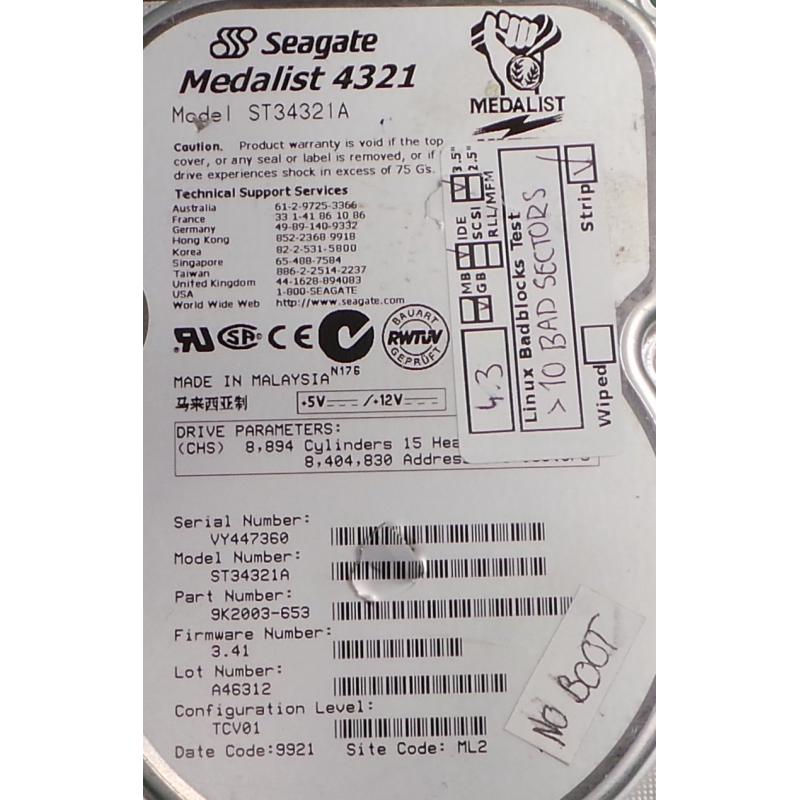 Seagate
Medalist 4321
Model ST34321A
MEDALIST
Caution. Product warranty is void if the top
cover, or any seal or label is removed, or if
drive experiences shock in excess of 75 G's.
Technical Support Services
Australia 61-2-9725-3366
France 33 1-41 86 10 86
Germany 49-89-140-9332
Hong Kong 852-2368 9918
Korea 82-2-531-5800
Singapore 65-488-7584
Taiwan 886-2-2514-2237
United Kingdom 44-1628-894083
USA 1-800-SEAGATE
World Wide Web http://www.seagate.com
SA CE
N176
BAUART
RWTÜV
GEPRÜFT
MADE IN MALAYSIA
马来西亚制
+5V /+12V
DRIVE PARAMETERS:
(CHS) 8,894 Cylinders 15
8,404,830
4.3
MB IDE 3.5"
GB SCSI 2.5"
RLL/MFM
Linux Badblocks Test
> 10 BAD SECTORS
Wiped Strip
Serial Number:
VY447360
Model Number:
ST34321A
Part Number:
9K2003-653
Firmware Number:
3.41
Lot Number:
A46312
Configuration Level:
TCV01
Date Code:9921 Site Code: ML2
NO BOOT